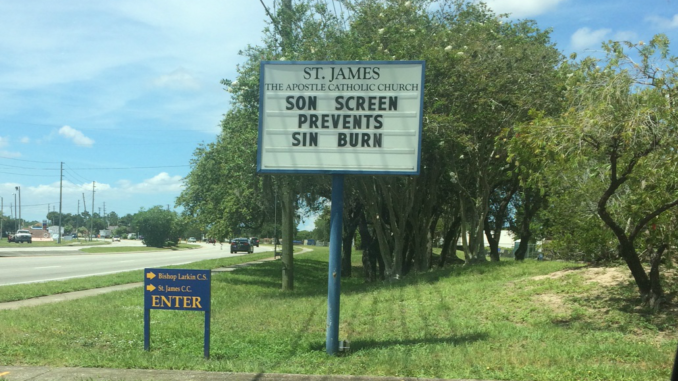 ST. JAMES
THE APOSTLE CATHOLIC CHURCH
SON SCREEN
PREVENTS
SIN BURN
Bishop Larkin C.S.
St. James C.C.
ENTER